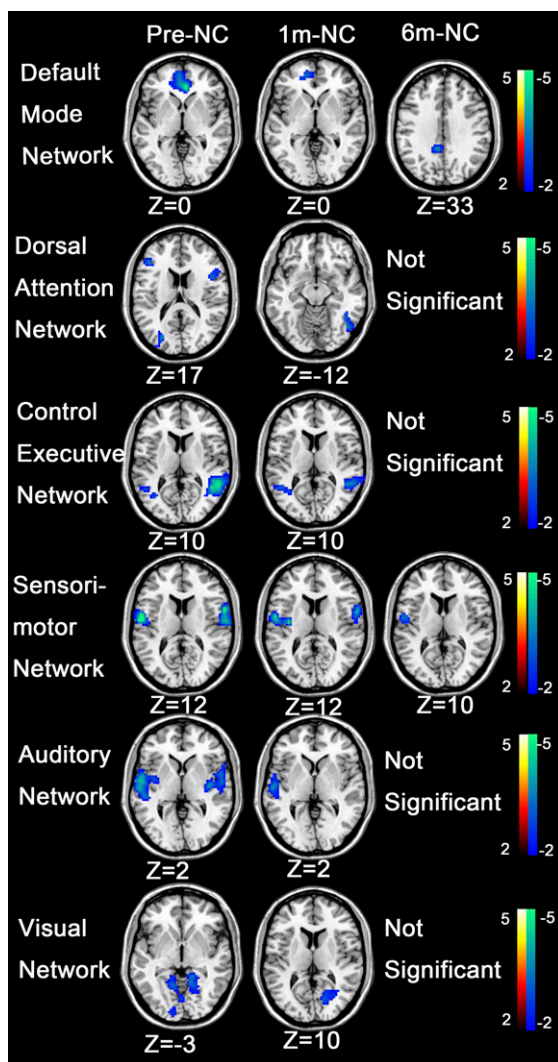 Pre-NC 1m-NC 6m-NC
Default
Mode
Network
5 -5
2 -2
Z=0 Z=0 Z=33
Dorsal
Attention
Network
Not
Significant
5 -5
2 -2
Z=17 Z=-12
Control
Executive
Network
Not
Significant
5 -5
2 -2
Z=10 Z=10
Sensori-
motor
Network
5 -5
2 -2
Z=12 Z=12 Z=10
Auditory
Network
Not
Significant
5 -5
2 -2
Z=2 Z=2
Visual
Network
Not
Significant
5 -5
2 -2
Z=-3 Z=10